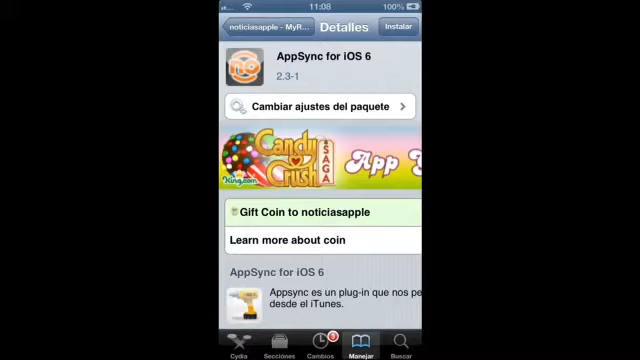 11:08
100%
noticiasapple - MyR...
Detalles
Instalar
AppSync for iOS 6
2.3-1
Cambiar ajustes del paquete
Candy
Crush
SAGA
King.com
App
Gift Coin to noticiasapple
Learn more about coin
AppSync for iOS 6
Appsync es un plug-in que nos pe
desde el iTunes.
Cydia
Secciónes
Cambios
3
Manejar
Buscar